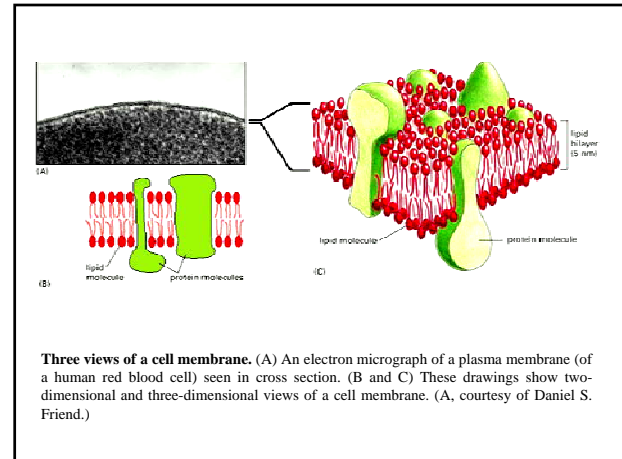 (A)
lipid
bilayer
(5 nm)
lipid molecule
protein molecule
(C)
lipid
molecule
protein molecules
(B)
Three views of a cell membrane. (A) An electron micrograph of a plasma membrane (of
a human red blood cell) seen in cross section. (B and C) These drawings show two-
dimensional and three-dimensional views of a cell membrane. (A, courtesy of Daniel S.
Friend.)